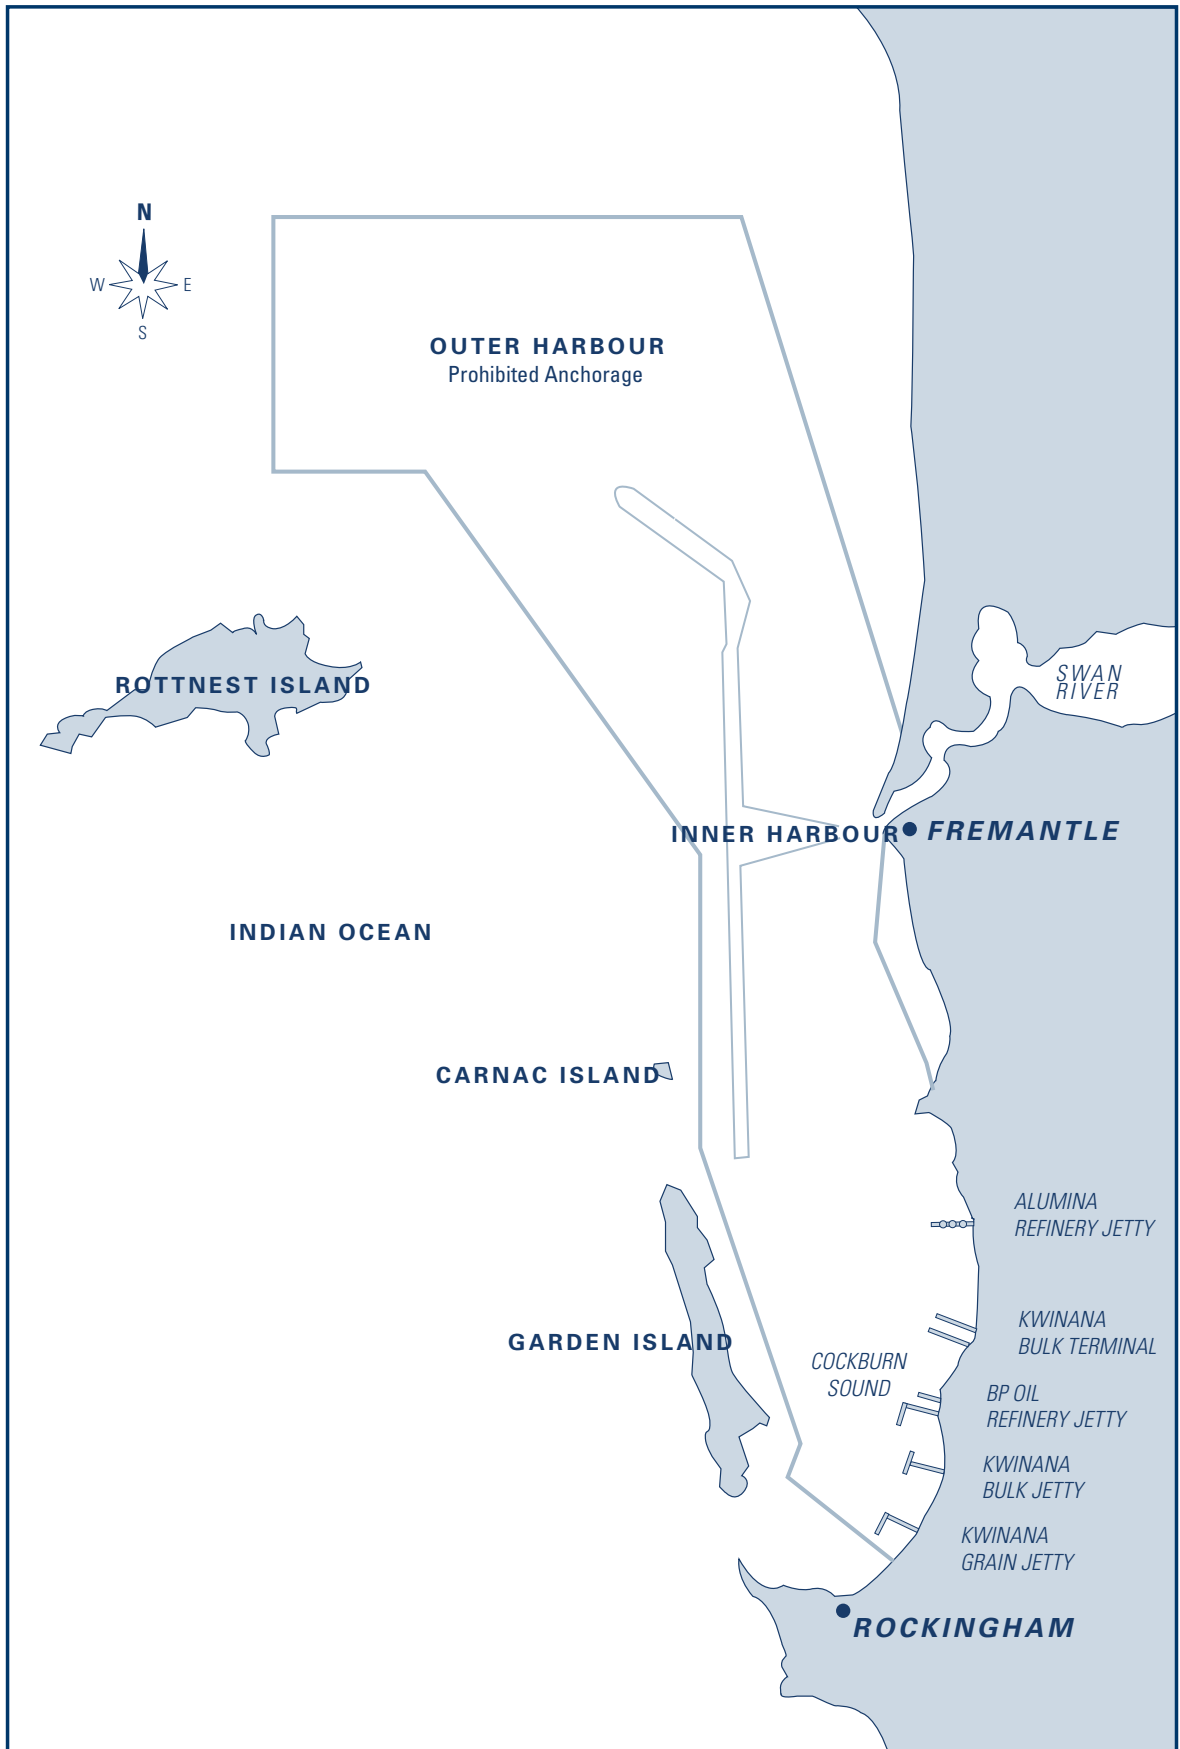 N
W
E
S
OUTER HARBOUR
Prohibited Anchorage
ROTTNEST ISLAND
SWAN
RIVER
INNER HARBOUR
FREMANTLE
INDIAN OCEAN
CARNAC ISLAND
ALUMINA
REFINERY JETTY
KWINANA
BULK TERMINAL
GARDEN ISLAND
COCKBURN
SOUND
BP OIL
REFINERY JETTY
KWINANA
BULK JETTY
KWINANA
GRAIN JETTY
ROCKINGHAM